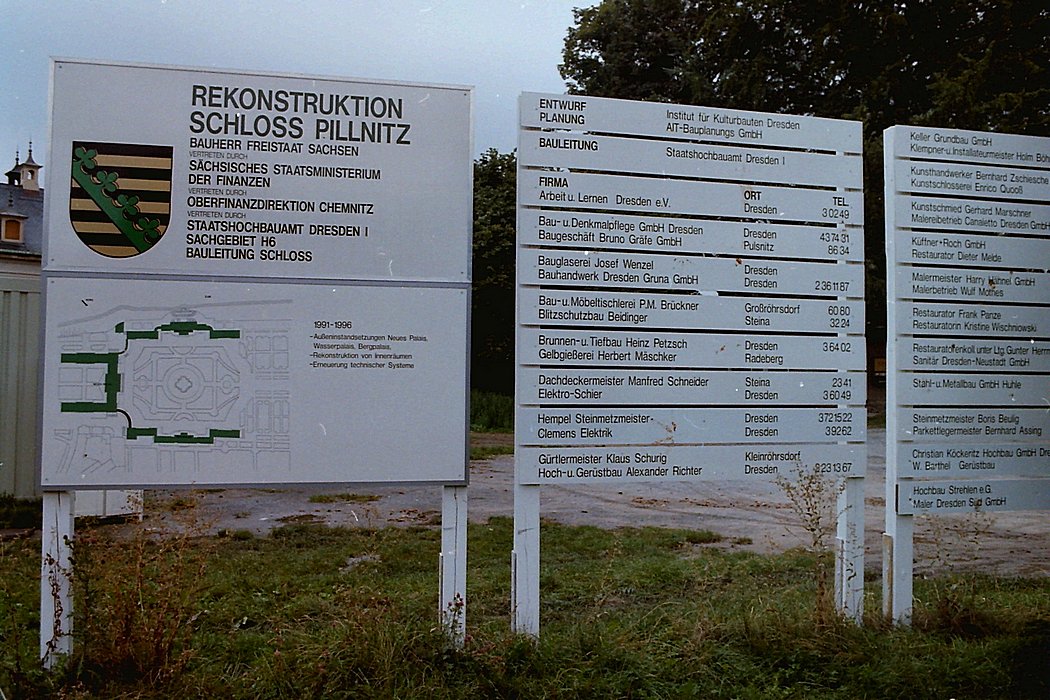 REKONSTRUKTION
SCHLOSS PILLNITZ
BAUHERR FREISTAAT SACHSEN
VERTRETEN DURCH
SÄCHSISCHES STAATSMINISTERIUM
DER FINANZEN
VERTRETEN DURCH
OBERFINANZDIREKTION CHEMNITZ
VERTRETEN DURCH
STAATSHOCHBAUAMT DRESDEN I
SACHGEBIET H6
BAULEITUNG SCHLOSS
1991-1996
-Außeninstandsetzungen Neues Palais,
Wasserpalais, Bergpalais,
-Rekonstruktion von Innenräumen
-Erneuerung technischer Systeme
ENTWURF Institut für Kulturbauten Dresden
PLANUNG AIT-Bauplanungs GmbH
BAULEITUNG Staatshochbauamt Dresden I
FIRMA ORT TEL.
Arbeit u. Lernen Dresden e.V. Dresden 30249
Bau-u. Denkmalpflege GmbH Dresden Dresden 437431
Baugeschäft Bruno Gräfe GmbH Pulsnitz 8634
Bauglaserei Josef Wenzel Dresden
Bauhandwerk Dresden Gruna GmbH Dresden 2361187
Bau-u. Möbeltischlerei P.M. Brückner Großröhrsdorf 6080
Blitzschutzbau Beidinger Steina 3224
Brunnen-u. Tiefbau Heinz Petzsch Dresden 36402
Gelbgießerei Herbert Mäschker Radeberg
Dachdeckermeister Manfred Schneider Steina 2341
Elektro-Schier Dresden 36049
Hempel Steinmetzmeister- Dresden 3721522
Clemens Elektrik Dresden 39262
Gürtlermeister Klaus Schurig Kleinröhrsdorf
Hoch-u. Gerüstbau Alexander Richter Dresden 2231367
Keller Grundbau GmbH
Klempner-u. Installateurmeister Holm Böh
Kunsthandwerker Bernhard Zschiesche
Kunstschlosserei Enrico Quooß
Kunstschmied Gerhard Marschner
Malereibetrieb Canaletto Dresden GmbH
Küffner+Roch GmbH
Restaurator Dieter Meide
Malermeister Harry Hähnel GmbH
Malerbetrieb Wulf Mothes
Restaurator Frank Panze
Restauratorin Kristine Wischniowski
Restauratorenkoll. unter Ltg. Gunter Herrm
Sanitär Dresden-Neustadt GmbH
Stahl-u. Metallbau GmbH Huhle
Steinmetzmeister Boris Beulig
Parkettlegermeister Bernhard Assing
Christian Köckeritz Hochbau GmbH Dre
W. Barthel Gerüstbau
Hochbau Strehlen e.G.
Maler Dresden Süd GmbH